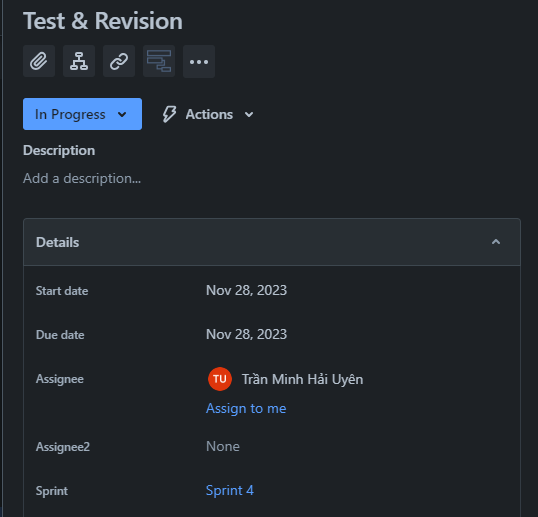 Test & Revision
In Progress
Actions
Description
Add a description...
Details
Start date
Nov 28, 2023
Due date
Nov 28, 2023
Assignee
TU Trần Minh Hải Uyên
Assign to me
Assignee2
None
Sprint
Sprint 4